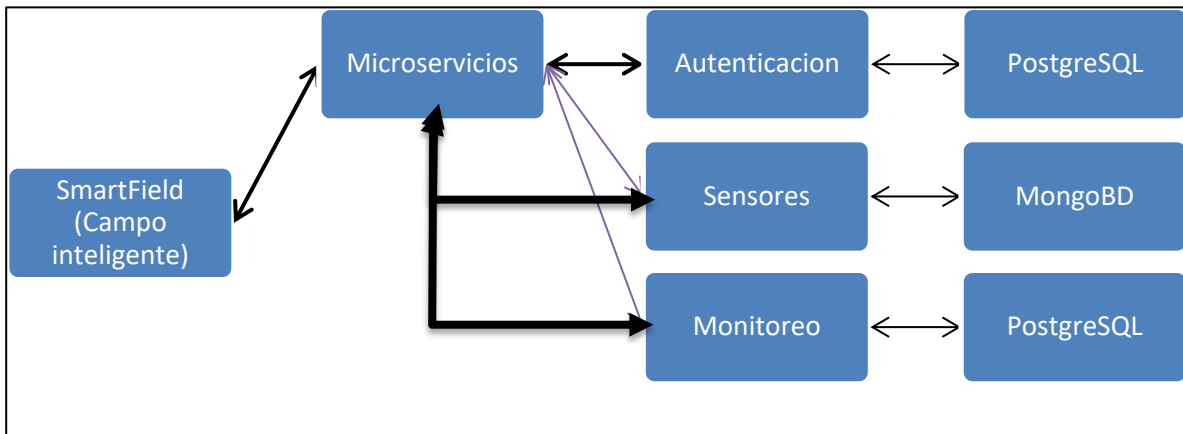 Microservicios
Autenticacion
PostgreSQL
SmartField
(Campo
inteligente)
Sensores
MongoBD
Monitoreo
PostgreSQL